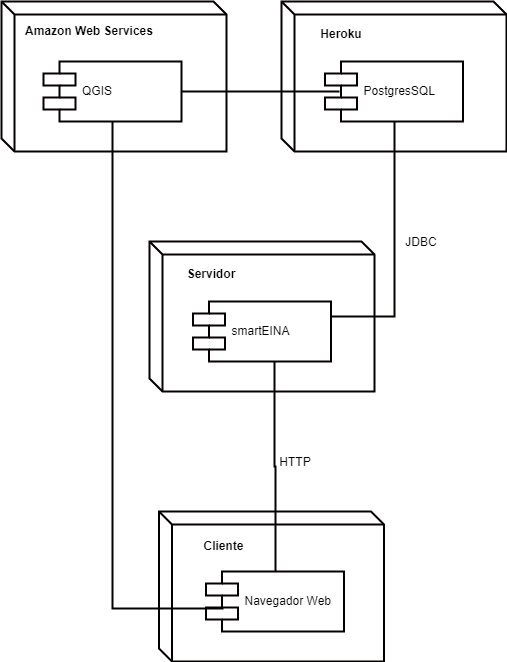 Amazon Web Services
Heroku
QGIS
PostgresSQL
JDBC
Servidor
smartEINA
HTTP
Cliente
Navegador Web